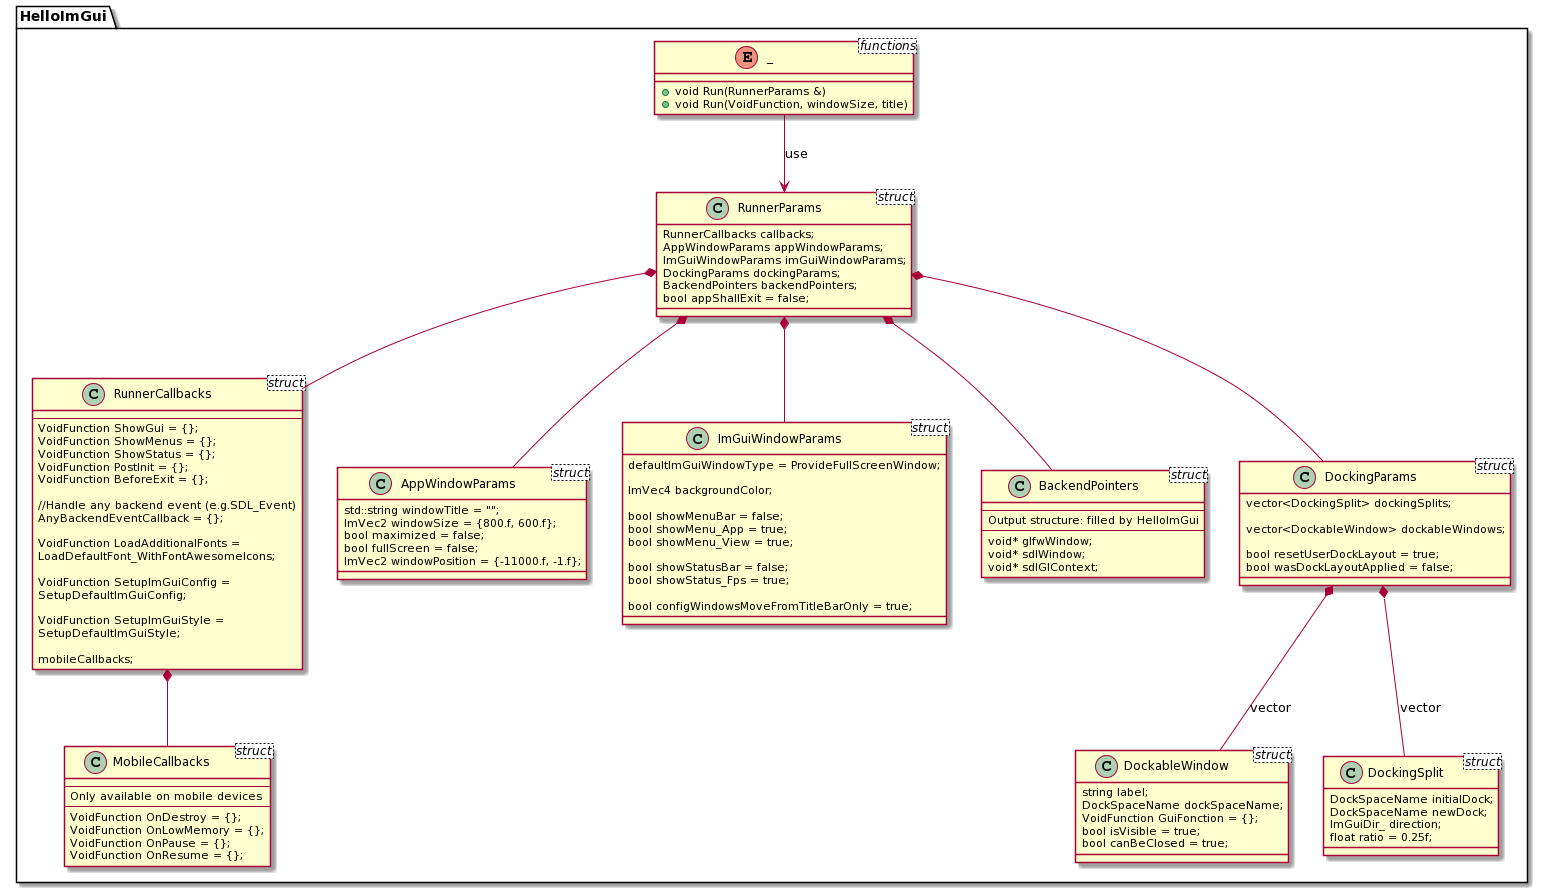 HelloImGui
functions
E
_
void Run(RunnerParams &)
void Run(VoidFunction, windowSize, title)
use
struct
C
RunnerParams
RunnerCallbacks callbacks;
AppWindowParams appWindowParams;
ImGuiWindowParams imGuiWindowParams;
DockingParams dockingParams;
BackendPointers backendPointers;
bool appShallExit = false;
struct
C
RunnerCallbacks
VoidFunction ShowGui = {};
VoidFunction ShowMenus = {};
VoidFunction ShowStatus = {};
VoidFunction PostInit = {};
VoidFunction BeforeExit = {};
//Handle any backend event (e.g.SDL_Event)
AnyBackendEventCallback = {};
VoidFunction LoadAdditionalFonts =
LoadDefaultFont_WithFontAwesomeIcons;
VoidFunction SetupImGuiConfig =
SetupDefaultImGuiConfig;
VoidFunction SetupImGuiStyle =
SetupDefaultImGuiStyle;
mobileCallbacks;
struct
C
AppWindowParams
std::string windowTitle = "";
ImVec2 windowSize = {800.f, 600.f};
bool maximized = false;
bool fullScreen = false;
ImVec2 windowPosition = {-11000.f, -1.f};
struct
C
ImGuiWindowParams
defaultImGuiWindowType = ProvideFullScreenWindow;
ImVec4 backgroundColor;
bool showMenuBar = false;
bool showMenu_App = true;
bool showMenu_View = true;
bool showStatusBar = false;
bool showStatus_Fps = true;
bool configWindowsMoveFromTitleBarOnly = true;
struct
C
BackendPointers
Output structure: filled by HelloImGui
void* glfwWindow;
void* sdlWindow;
void* sdlGlContext;
struct
C
DockingParams
vector<DockingSplit> dockingSplits;
vector<DockableWindow> dockableWindows;
bool resetUserDockLayout = true;
bool wasDockLayoutApplied = false;
vector
vector
struct
C
MobileCallbacks
Only available on mobile devices
VoidFunction OnDestroy = {};
VoidFunction OnLowMemory = {};
VoidFunction OnPause = {};
VoidFunction OnResume = {};
struct
C
DockableWindow
string label;
DockSpaceName dockSpaceName;
VoidFunction GuiFonction = {};
bool isVisible = true;
bool canBeClosed = true;
struct
C
DockingSplit
DockSpaceName initialDock;
DockSpaceName newDock;
ImGuiDir_ direction;
float ratio = 0.25f;